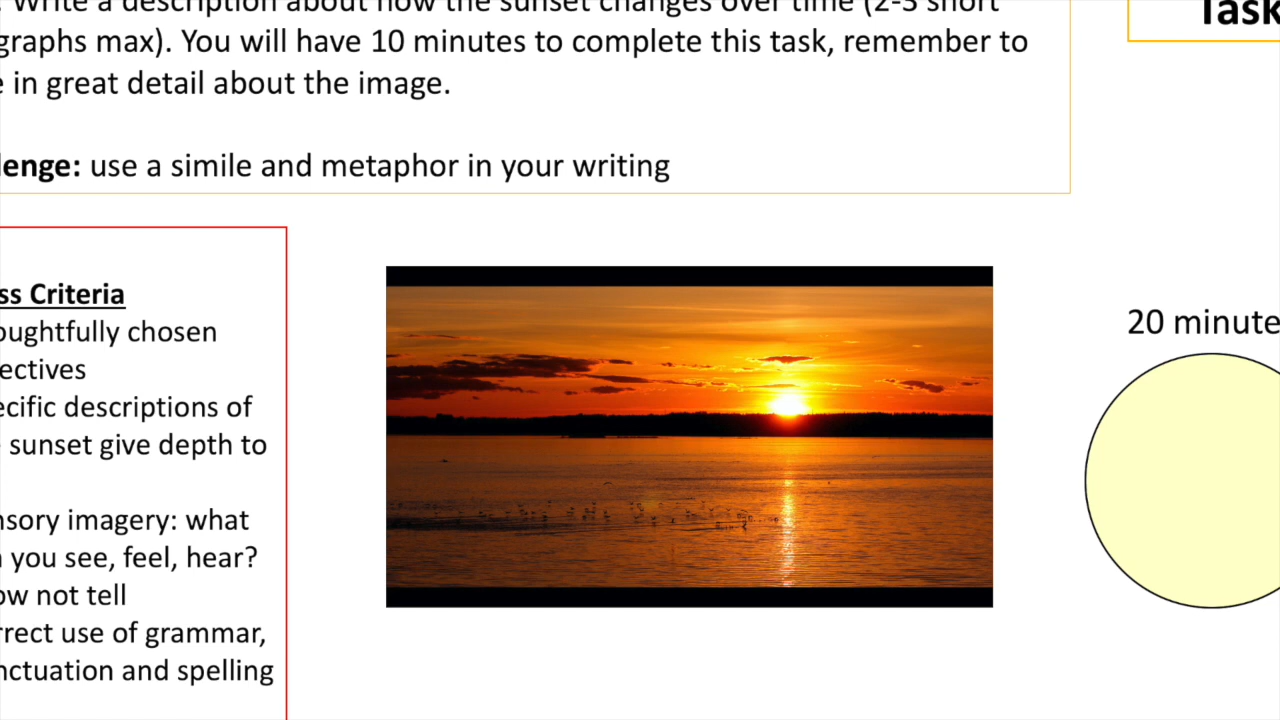 Write a description about how the sunset changes over time (2-3 short
graphs max). You will have 10 minutes to complete this task, remember to
e in great detail about the image.
lenge: use a simile and metaphor in your writing
Task
ss Criteria
oughtfully chosen
ectives
ecific descriptions of
sunset give depth to
nsory imagery: what
you see, feel, hear?
ow not tell
rrect use of grammar,
nctuation and spelling
20 minute